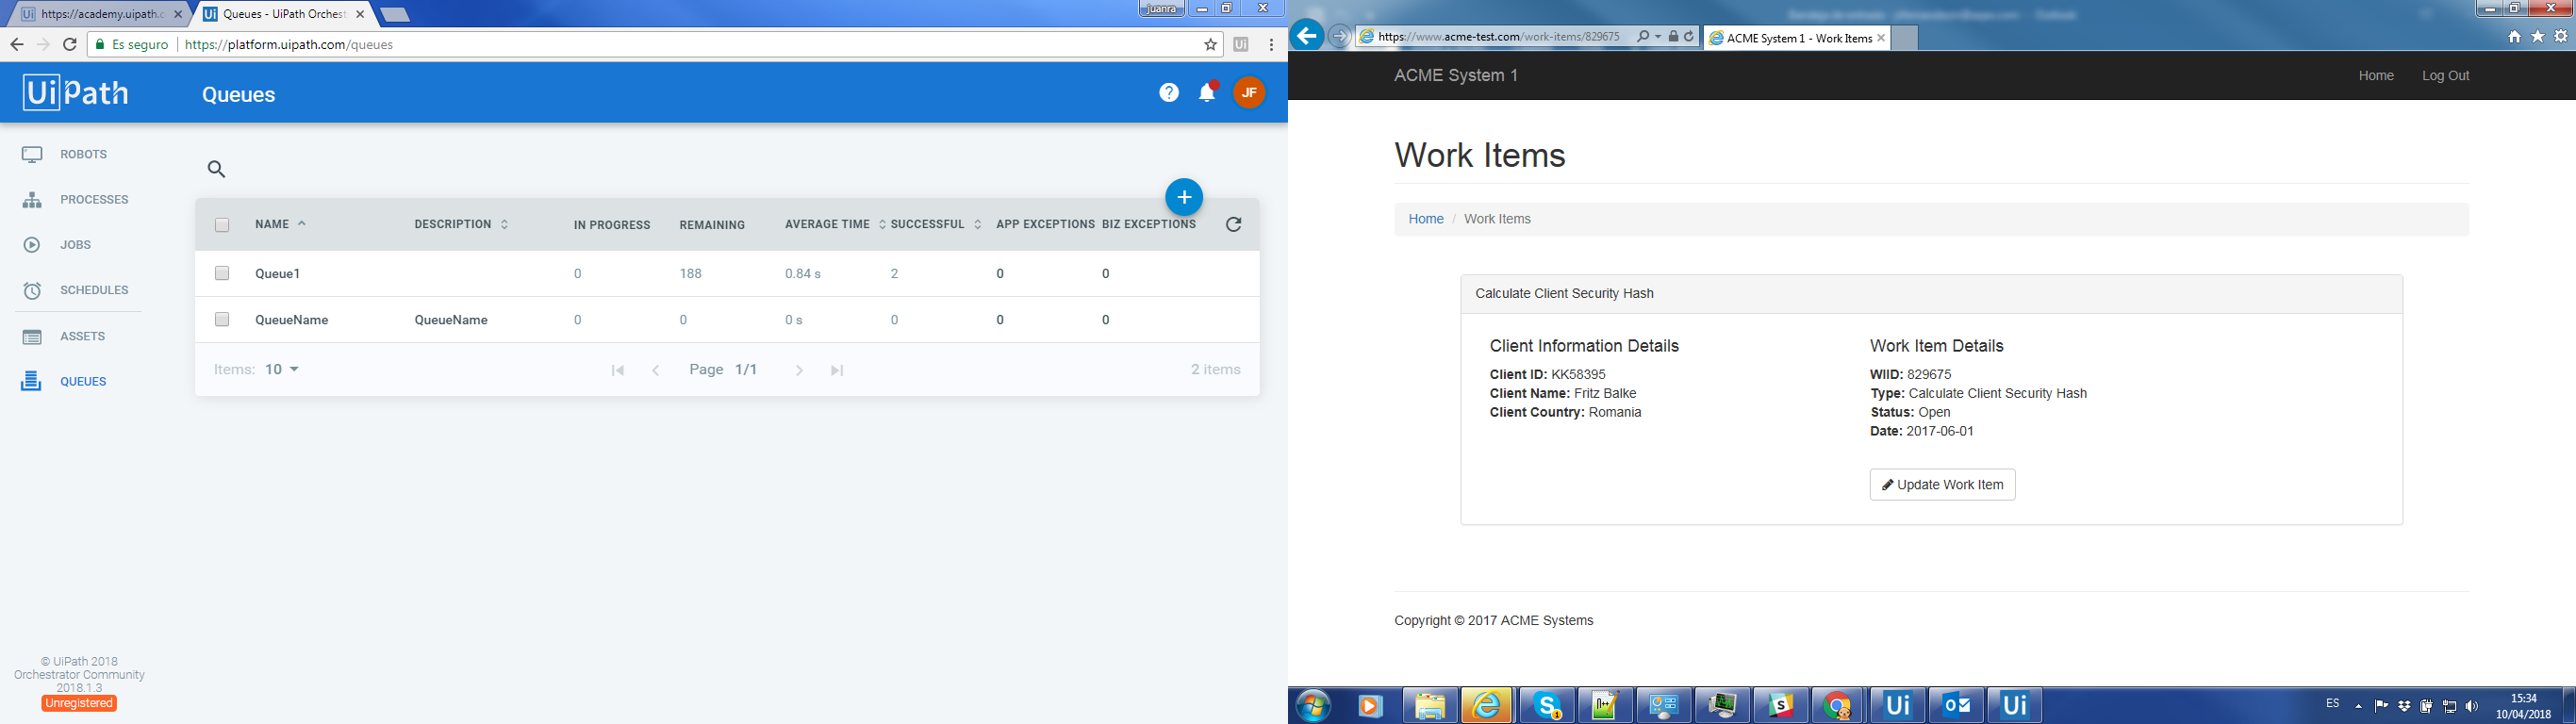 https://academy.uipath.c
Queues - UiPath Orchest
juanra
Es seguro
https://platform.uipath.com/queues
UiPath
Queues
JF
ROBOTS
PROCESSES
JOBS
SCHEDULES
ASSETS
QUEUES
NAME DESCRIPTION IN PROGRESS REMAINING AVERAGE TIME SUCCESSFUL APP EXCEPTIONS BIZ EXCEPTIONS
Queue1 0 188 0.84 s 2 0 0
QueueName QueueName 0 0 0 s 0 0 0
Items: 10 Page 1/1 2 items
© UiPath 2018
Orchestrator Community
2018.1.3
Unregistered
https://www.acme-test.com/work-items/829675
ACME System 1 - Work Items
ACME System 1 Home Log Out
Work Items
Home / Work Items
Calculate Client Security Hash
Client Information Details
Client ID: KK58395
Client Name: Fritz Balke
Client Country: Romania
Work Item Details
WIID: 829675
Type: Calculate Client Security Hash
Status: Open
Date: 2017-06-01
Update Work Item
Copyright © 2017 ACME Systems
ES
15:34
10/04/2018